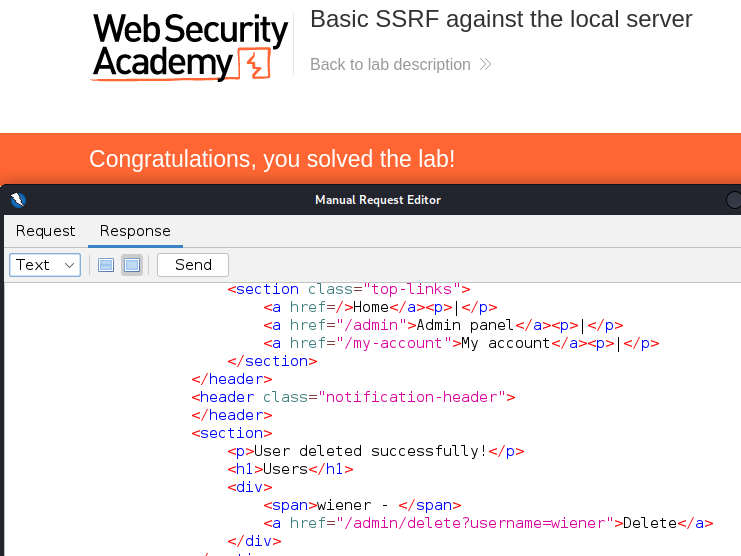 Web Security
Academy
Basic SSRF against the local server
Back to lab description
Congratulations, you solved the lab!
Manual Request Editor
Request Response
Text Send
<section class="top-links">
<a href=/>Home</a><p>|</p>
<a href="/admin">Admin panel</a><p>|</p>
<a href="/my-account">My account</a><p>|</p>
</section>
</header>
<header class="notification-header">
</header>
<section>
<p>User deleted successfully!</p>
<h1>Users</h1>
<div>
<span>wiener - </span>
<a href="/admin/delete?username=wiener">Delete</a>
</div>